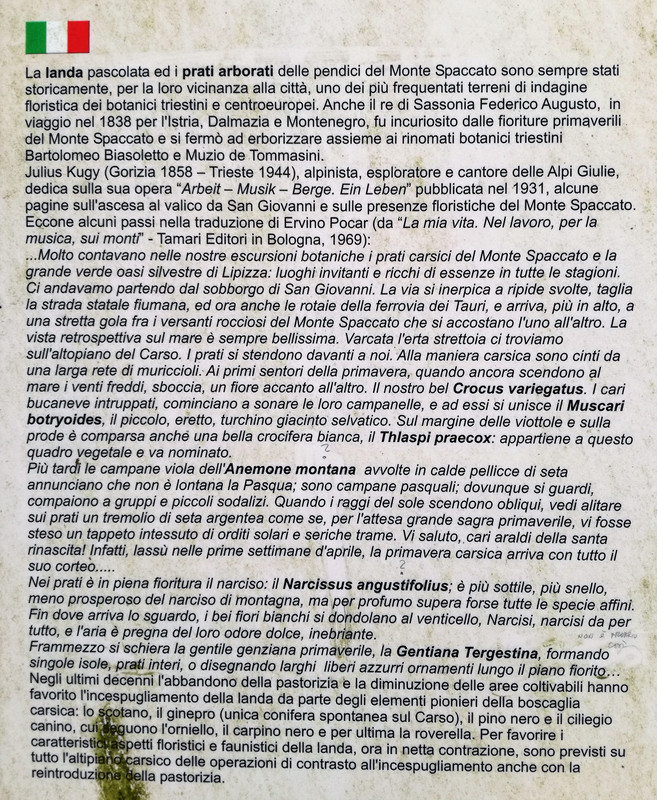 La landa pascolata ed i prati arborati delle pendici del Monte Spaccato sono sempre stati
storicamente, per la loro vicinanza alla città, uno dei più frequentati terreni di indagine
floristica dei botanici triestini e centroeuropei. Anche il re di Sassonia Federico Augusto, in
viaggio nel 1838 per l'Istria, Dalmazia e Montenegro, fu incuriosito dalle fioriture primaverili
del Monte Spaccato e si fermò ad erborizzare assieme ai rinomati botanici triestini
Bartolomeo Biasoletto e Muzio de Tommasini.
Julius Kugy (Gorizia 1858 – Trieste 1944), alpinista, esploratore e cantore delle Alpi Giulie,
dedica sulla sua opera “Arbeit – Musik – Berge. Ein Leben” pubblicata nel 1931, alcune
pagine sull'ascesa al valico da San Giovanni e sulle presenze floristiche del Monte Spaccato.
Eccone alcuni passi nella traduzione di Ervino Pocar (da “La mia vita. Nel lavoro, per la
musica, sui monti” - Tamari Editori in Bologna, 1969):
...Molto contavano nelle nostre escursioni botaniche i prati carsici del Monte Spaccato e la
grande verde oasi silvestre di Lipizza: luoghi invitanti e ricchi di essenze in tutte le stagioni.
Ci andavamo partendo dal sobborgo di San Giovanni. La via si inerpica a ripide svolte, taglia
la strada statale fiumana, ed ora anche le rotaie della ferrovia dei Tauri, e arriva, più in alto, a
una stretta gola fra i versanti rocciosi del Monte Spaccato che si accostano l'uno all'altro. La
vista retrospettiva sul mare è sempre bellissima. Varcata l'erta strettoia ci troviamo
sull'altopiano del Carso. I prati si stendono davanti a noi. Alla maniera carsica sono cinti da
una larga rete di muriccioli. Ai primi sentori della primavera, quando ancora scendono al
mare i venti freddi, sboccia, un fiore accanto all'altro. Il nostro bel Crocus variegatus. I cari
bucaneve intruppati, cominciano a sonare le loro campanelle, e ad essi si unisce il Muscari
botryoides, il piccolo, eretto, turchino giacinto selvatico. Sul margine delle viottole e sulla
prode è comparsa anche una bella crocifera bianca, il Thlaspi praecox: appartiene a questo
quadro vegetale e va nominato. ?
Più tardi le campane viola dell'Anemone montana avvolte in calde pellicce di seta
annunciano che non è lontana la Pasqua; sono campane pasquali; dovunque si guardi,
compaiono a gruppi e piccoli sodalizi. Quando i raggi del sole scendono obliqui, vedi alitare
sui prati un tremolio di seta argentea come se, per l'attesa grande sagra primaverile, vi fosse
steso un tappeto intessuto di orditi solari e seriche trame. Vi saluto, cari araldi della santa
rinascita! Infatti, lassù nelle prime settimane d'aprile, la primavera carsica arriva con tutto il
suo corteo..... ?
Nei prati è in piena fioritura il narciso: il Narcissus angustifolius; è più sottile, più snello,
meno prosperoso del narciso di montagna, ma per profumo supera forse tutte le specie affini.
Fin dove arriva lo sguardo, i bei fiori bianchi si dondolano al venticello, Narcisi, narcisi da per
tutto, e l'aria è pregna del loro odore dolce, inebriante. NON È
Frammezzo si schiera la gentile genziana primaverile, la Gentiana Tergestina, formando
singole isole, prati interi, o disegnando larghi liberi azzurri ornamenti lungo il piano fiorito...
Negli ultimi decenni l'abbandono della pastorizia e la diminuzione delle aree coltivabili hanno
favorito l'incespugliamento della landa da parte degli elementi pionieri della boscaglia
carsica: lo scotano, il ginepro (unica conifera spontanea sul Carso), il pino nero e il ciliegio
canino, cui seguono l'orniello, il carpino nero e per ultima la roverella. Per favorire i
caratteristici aspetti floristici e faunistici della landa, ora in netta contrazione, sono previsti su
tutto l'altipiano carsico delle operazioni di contrasto all'incespugliamento anche con la
reintroduzione della pastorizia.